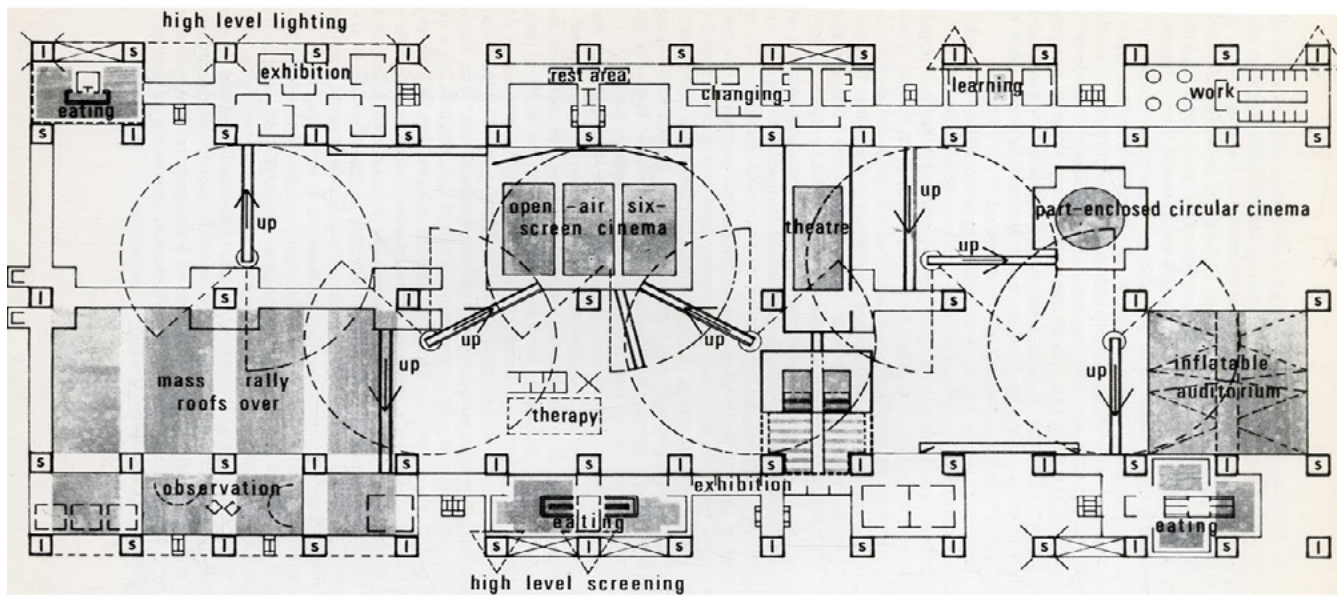 high level lighting
I s I s I s I s I s I s I s I
exhibition
rest area
eating
changing
learning
work
s I s I s I s I s I s I s I s
up
open-air six-
screen cinema
theatre
up
part-enclosed circular cinema
up
I s I s I s I s
up
up
up
up
mass rally
roofs over
inflatable
auditorium
therapy
s I s I s I s I s I s I s I s
observation
exhibition
eating
eating
I s I s I s I s I s I s I s I
high level screening